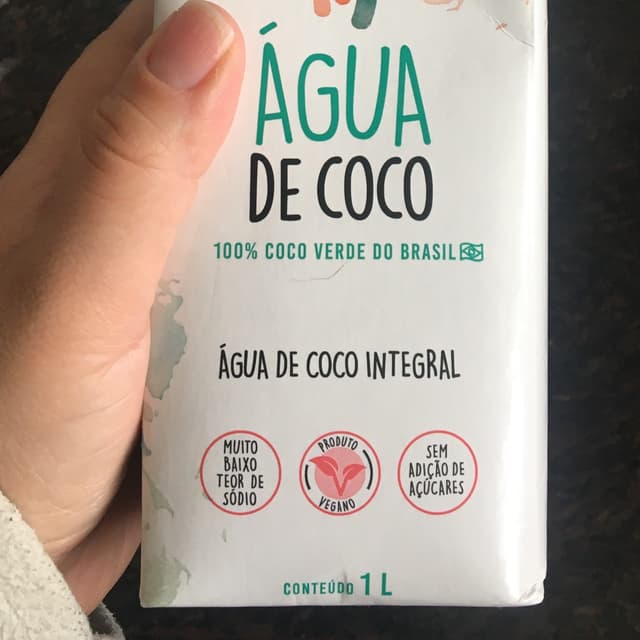 ÁGUA
DE COCO
100% COCO VERDE DO BRASIL
ÁGUA DE COCO INTEGRAL
MUITO
BAIXO
TEOR DE
SÓDIO
PRODUTO
VEGANO
SEM
ADIÇÃO DE
AÇÚCARES
CONTEÚDO 1 L